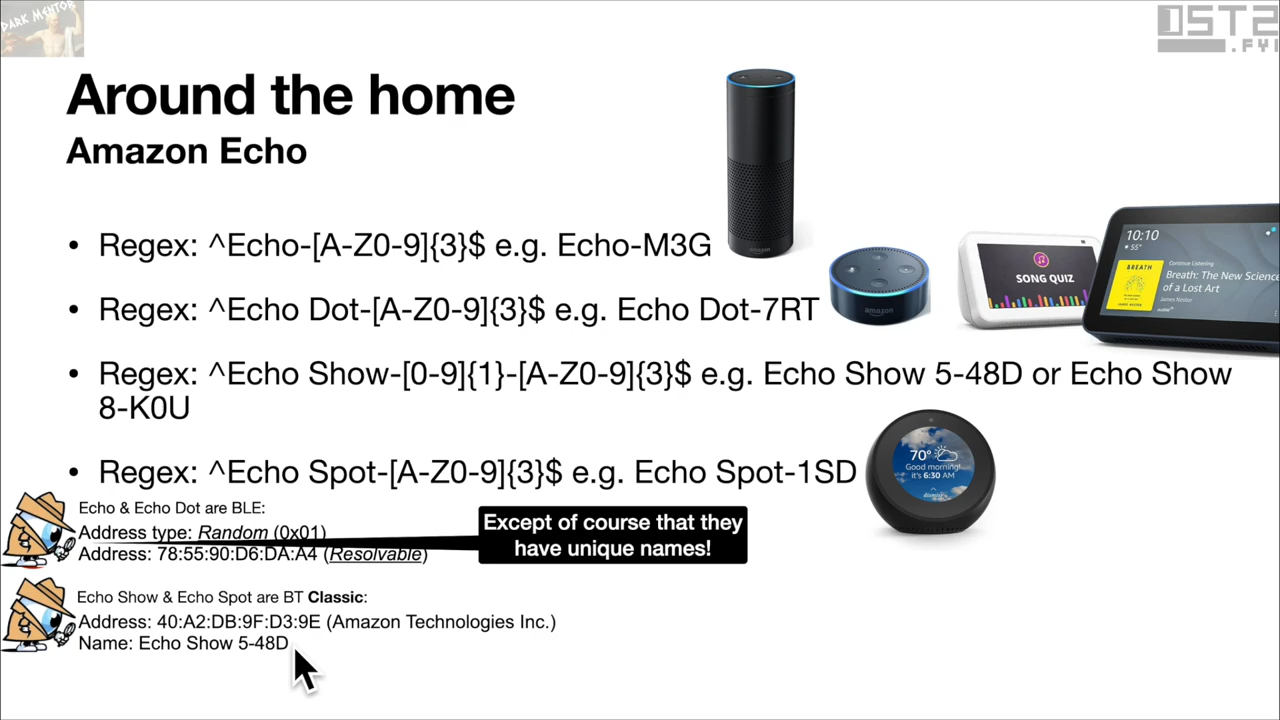 DARK MENTOR
OST2
.FYI
Around the home
Amazon Echo
• Regex: ^Echo-[A-Z0-9]{3}$ e.g. Echo-M3G
• Regex: ^Echo Dot-[A-Z0-9]{3}$ e.g. Echo Dot-7RT
• Regex: ^Echo Show-[0-9]{1}-[A-Z0-9]{3}$ e.g. Echo Show 5-48D or Echo Show
8-K0U
• Regex: ^Echo Spot-[A-Z0-9]{3}$ e.g. Echo Spot-1SD
amazon
amazon
SONG QUIZ
10:10
55°
BREATH
Continue Listening
Breath: The New Science
of a Lost Art
James Nestor
70°
Good morning!
it's 6:30 AM
Echo & Echo Dot are BLE:
Address type: Random (0x01)
Address: 78:55:90:D6:DA:A4 (Resolvable)
Except of course that they
have unique names!
Echo Show & Echo Spot are BT Classic:
Address: 40:A2:DB:9F:D3:9E (Amazon Technologies Inc.)
Name: Echo Show 5-48D